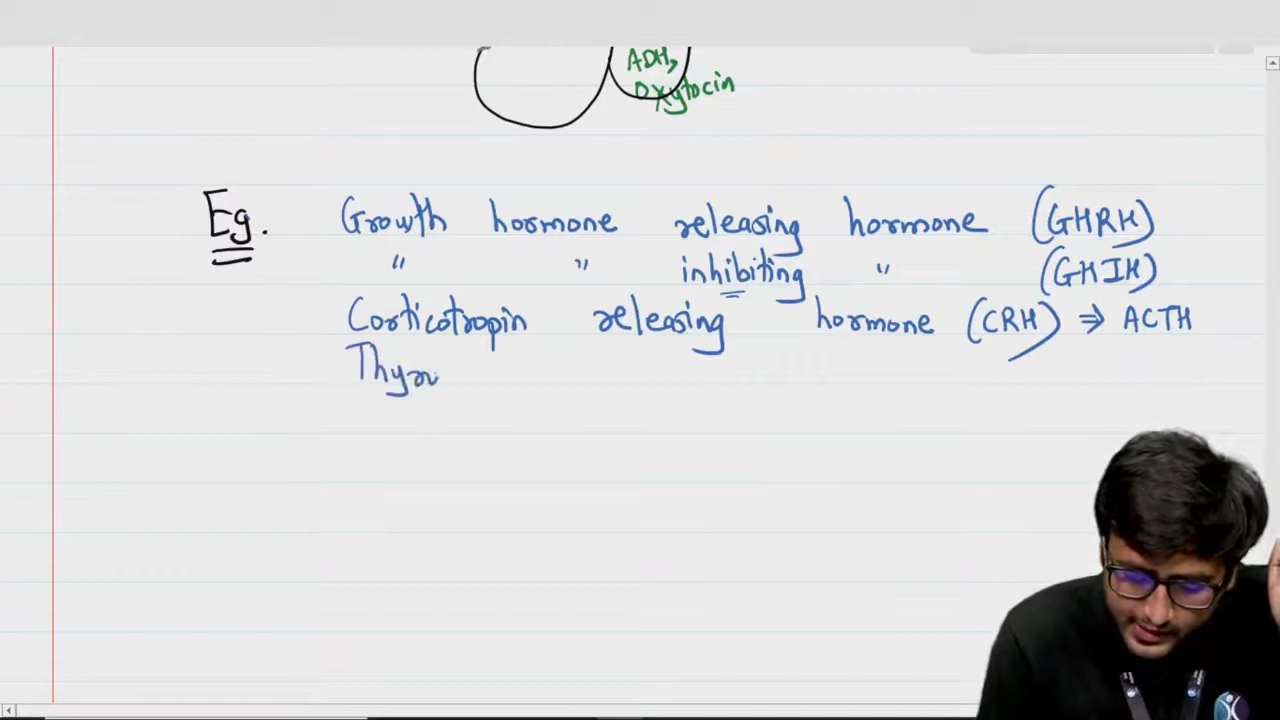 ADH,
Oxytocin
Eg. Growth hormone releasing hormone (GHRH)
" " inhibiting " (GHIH)
Corticotropin releasing hormone (CRH) ⇒ ACTH
Thyro